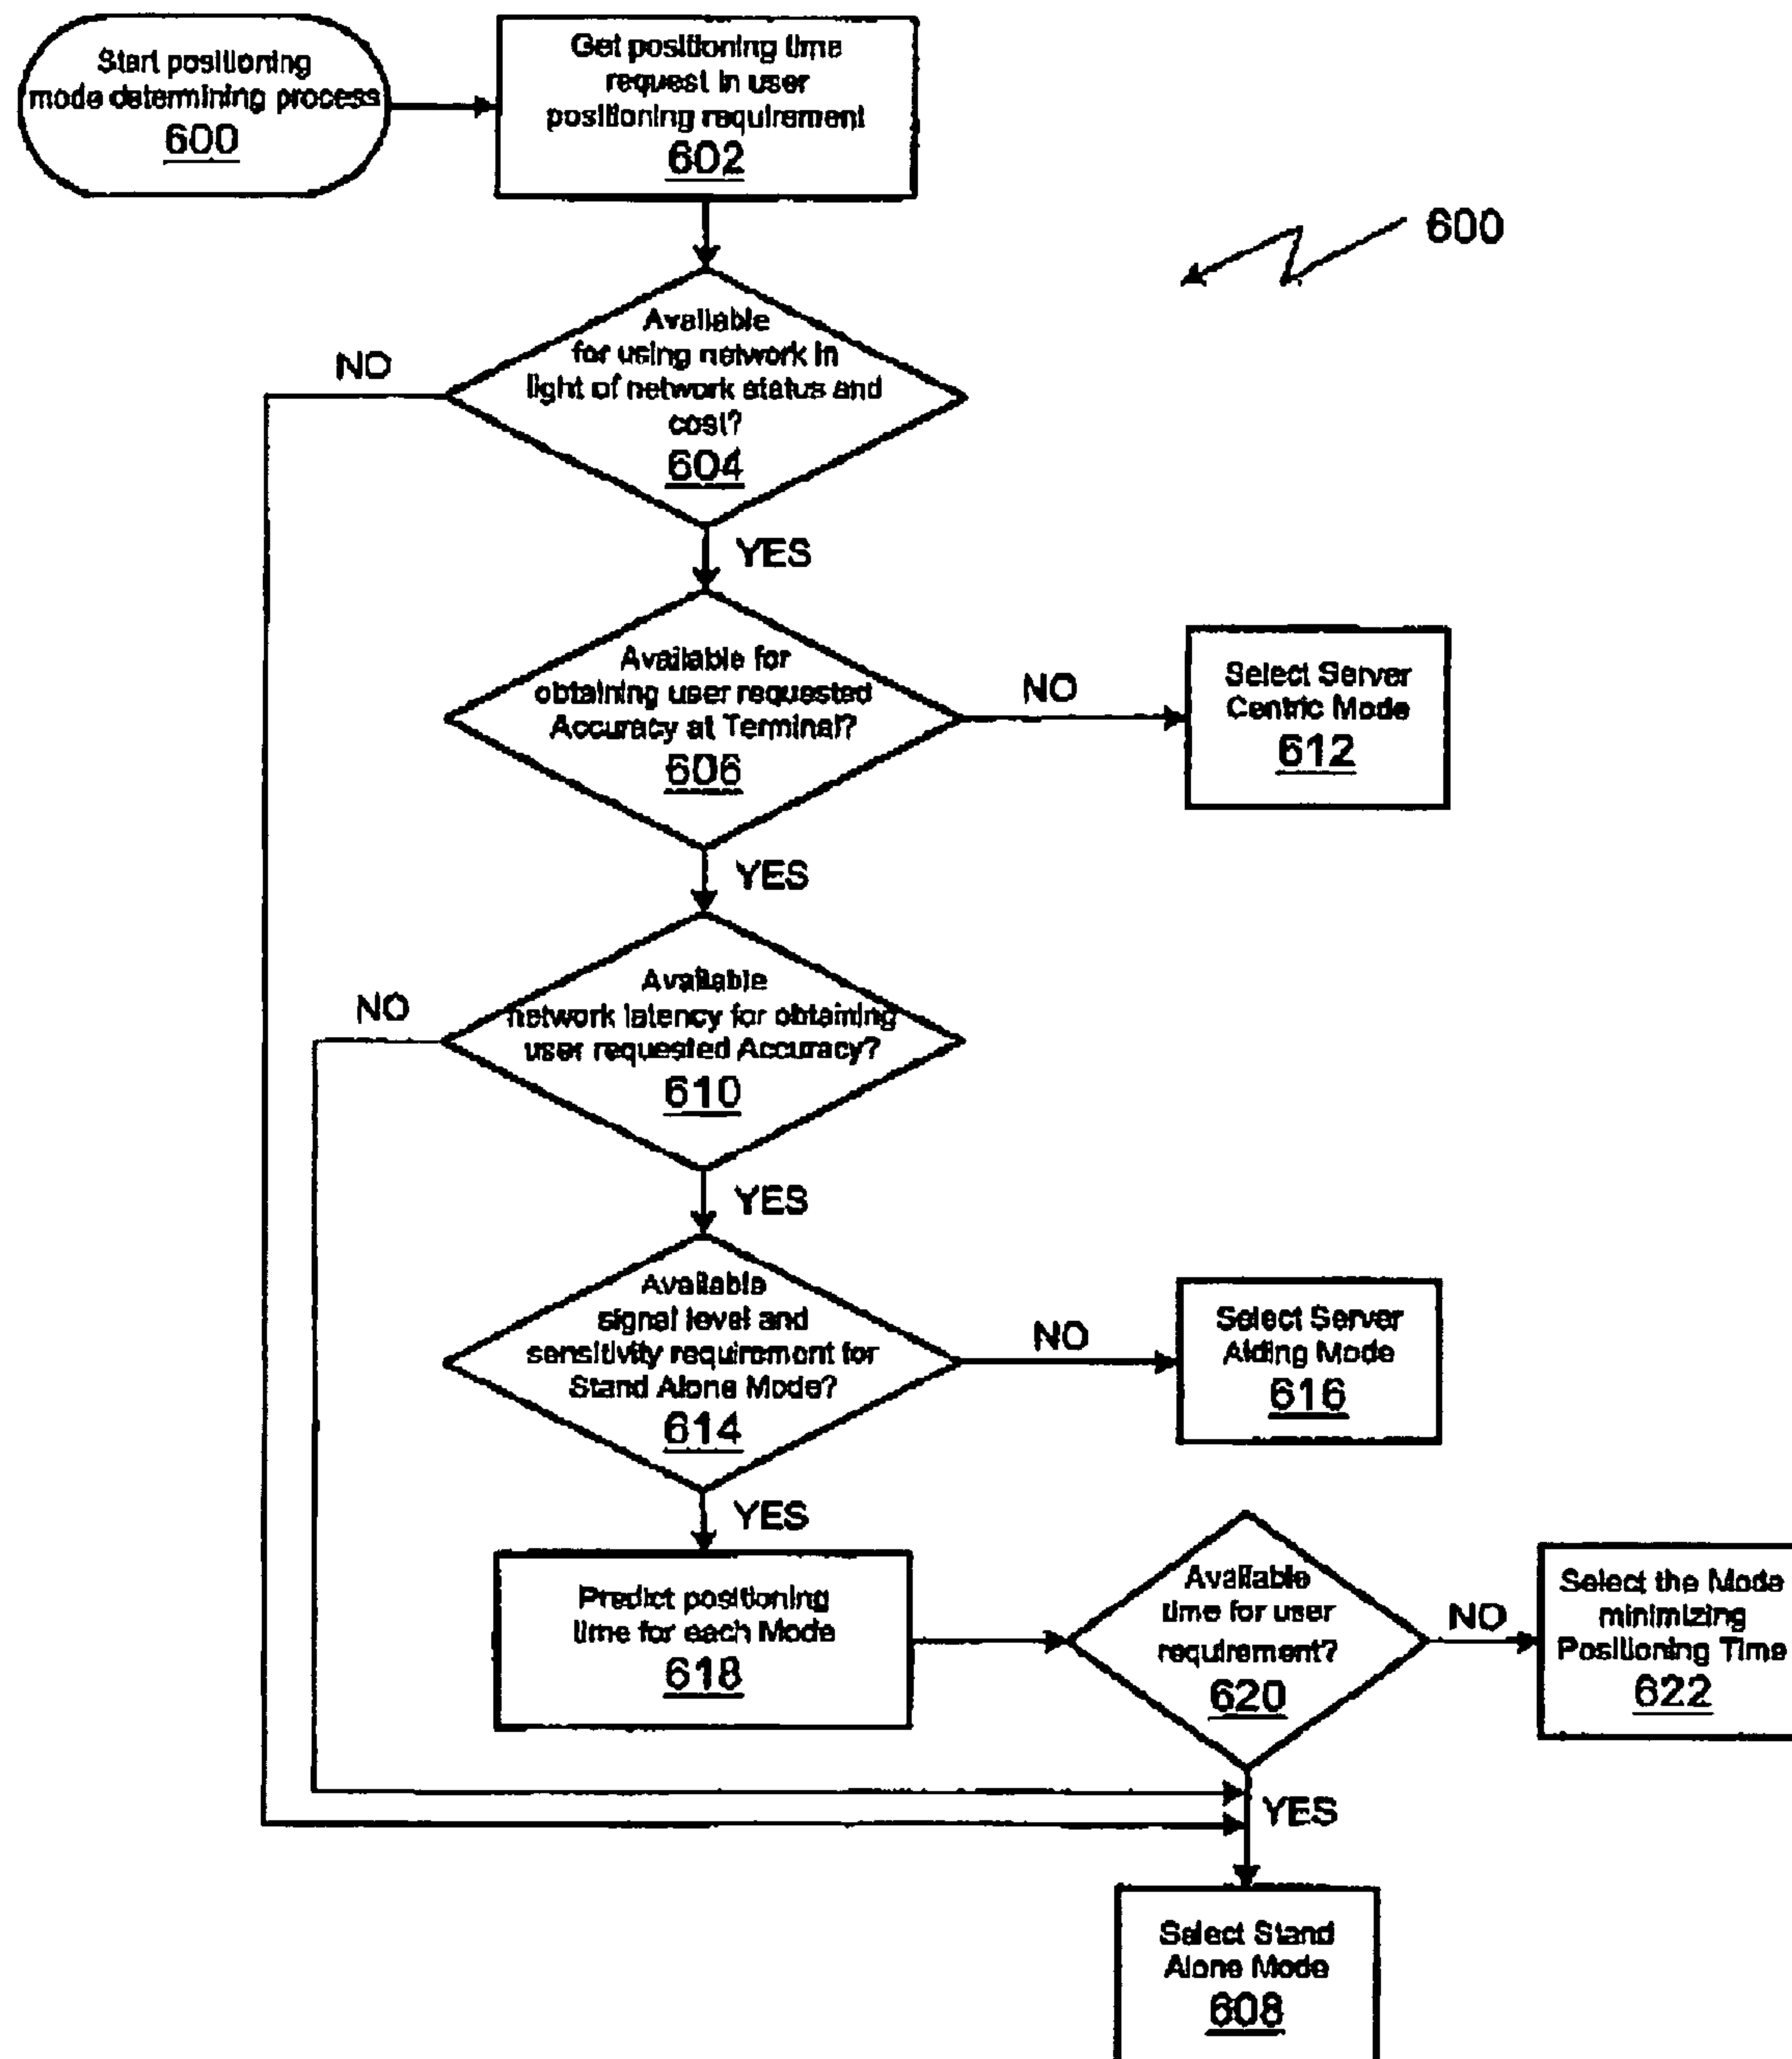 Start positioning
mode determining process
600
Get positioning time
request in user
positioning requirement
602
600
Available
for using network in
light of network status and
cost?
604
NO
YES
Available for
obtaining user requested
Accuracy at Terminal?
606
NO
Select Server
Centric Mode
612
YES
Available
network latency for obtaining
user requested Accuracy?
610
NO
YES
Available
signal level and
sensitivity requirement for
Stand Alone Mode?
614
NO
Select Server
Aiding Mode
616
YES
Predict positioning
time for each Mode
618
Available
time for user
requirement?
620
NO
Select the Mode
minimizing
Positioning Time
622
YES
Select Stand
Alone Mode
608